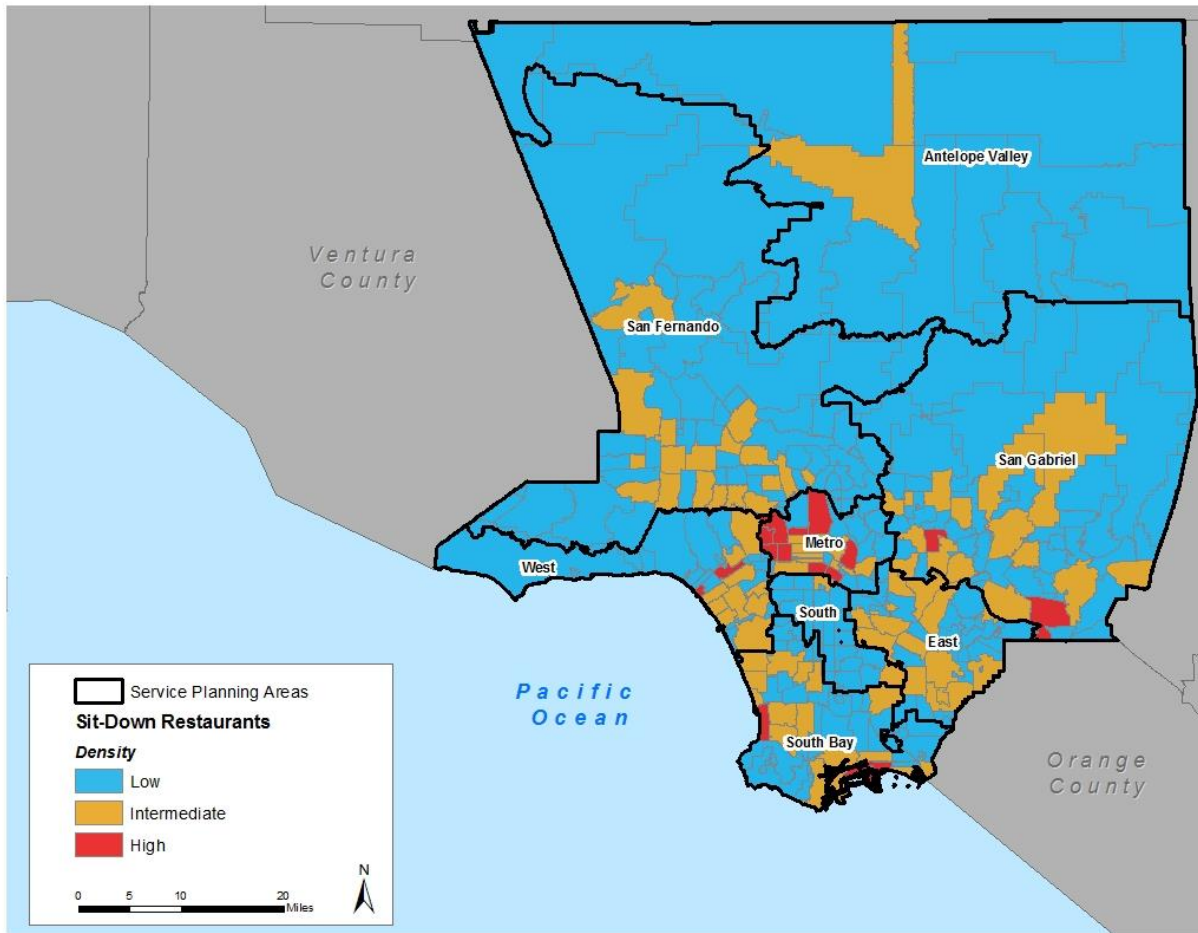 Antelope Valley
Ventura
County
San Fernando
San Gabriel
Metro
West
South
East
Pacific
Ocean
South Bay
Orange
County
Service Planning Areas
Sit-Down Restaurants
Density
Low
Intermediate
High
N
0 5 10 20
Miles